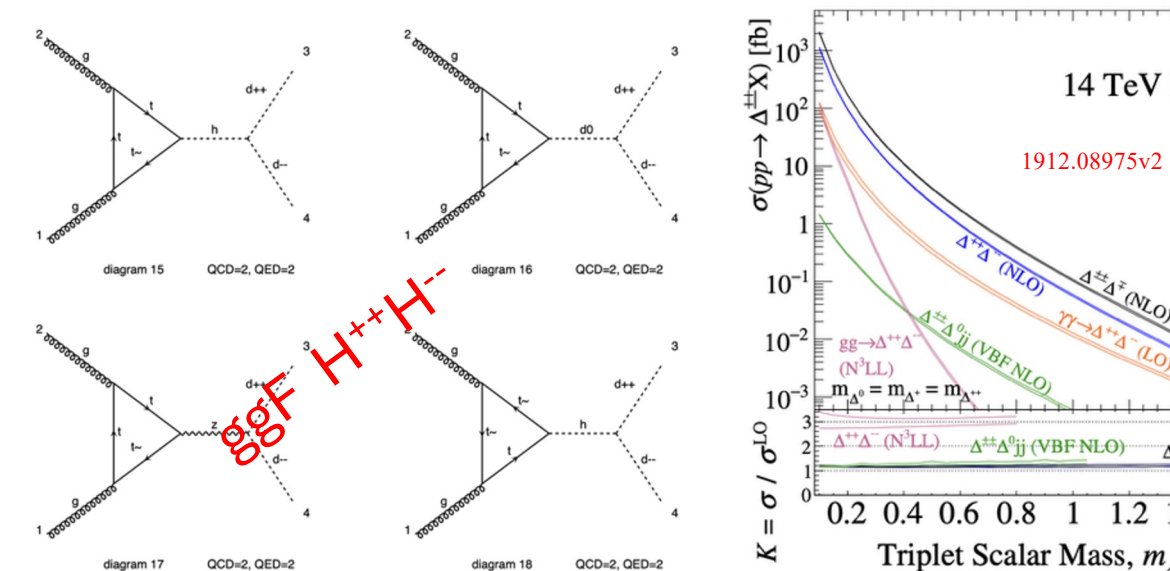 2
g
t
t
t~
g
1
h
d++
d--
3
4
diagram 15 QCD=2, QED=2
2
g
t
t
t~
g
1
d0
d++
d--
3
4
diagram 16 QCD=2, QED=2
2
g
t
t
t~
g
1
z
d++
d--
3
4
diagram 17 QCD=2, QED=2
2
g
t~
t~
t
g
1
h
d++
d--
3
4
diagram 18 QCD=2, QED=2
ggF H⁺⁺H⁻⁻
σ(pp→ Δ^±±X) [fb]
10³
10²
10
1
10⁻¹
10⁻²
10⁻³
14 TeV
1912.08975v2
Δ⁺⁺Δ⁻⁻ (NLO)
Δ^±±Δ^∓ (NLO)
γγ→Δ⁺⁺Δ⁻⁻ (LO)
Δ^±±Δ⁰jj (VBF NLO)
gg→Δ⁺⁺Δ⁻⁻
(N³LL)
m_Δ⁰ = m_Δ⁺ = m_Δ⁺⁺
K = σ / σ^LO
3
2
1
0
Δ⁺⁺Δ⁻⁻ (N³LL)
Δ^±±Δ⁰jj (VBF NLO)
0.2 0.4 0.6 0.8 1 1.2
Triplet Scalar Mass, m